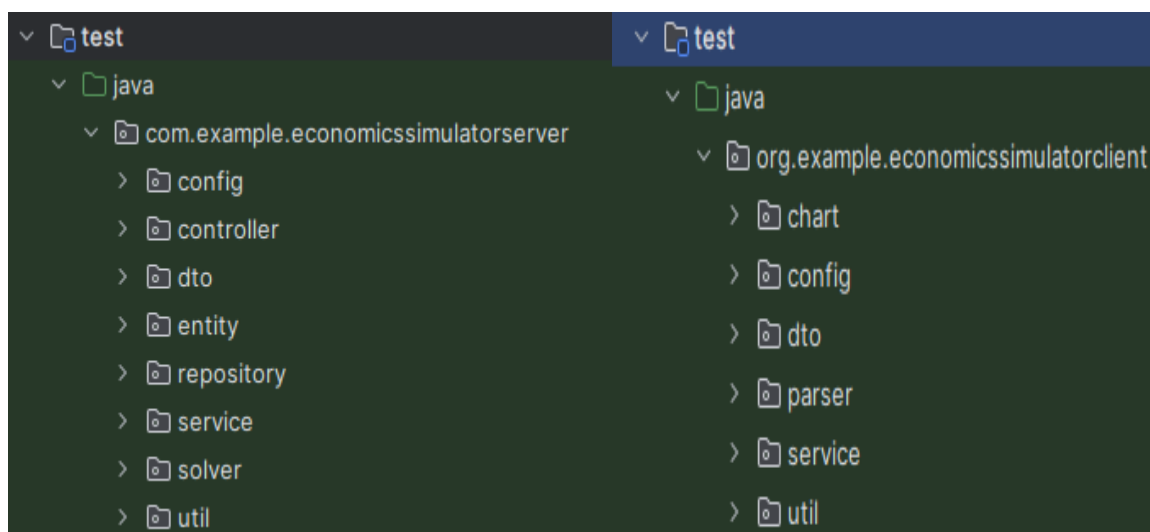 test
java
com.example.economicssimulatorserver
config
controller
dto
entity
repository
service
solver
util
test
java
org.example.economicssimulatorclient
chart
config
dto
parser
service
util